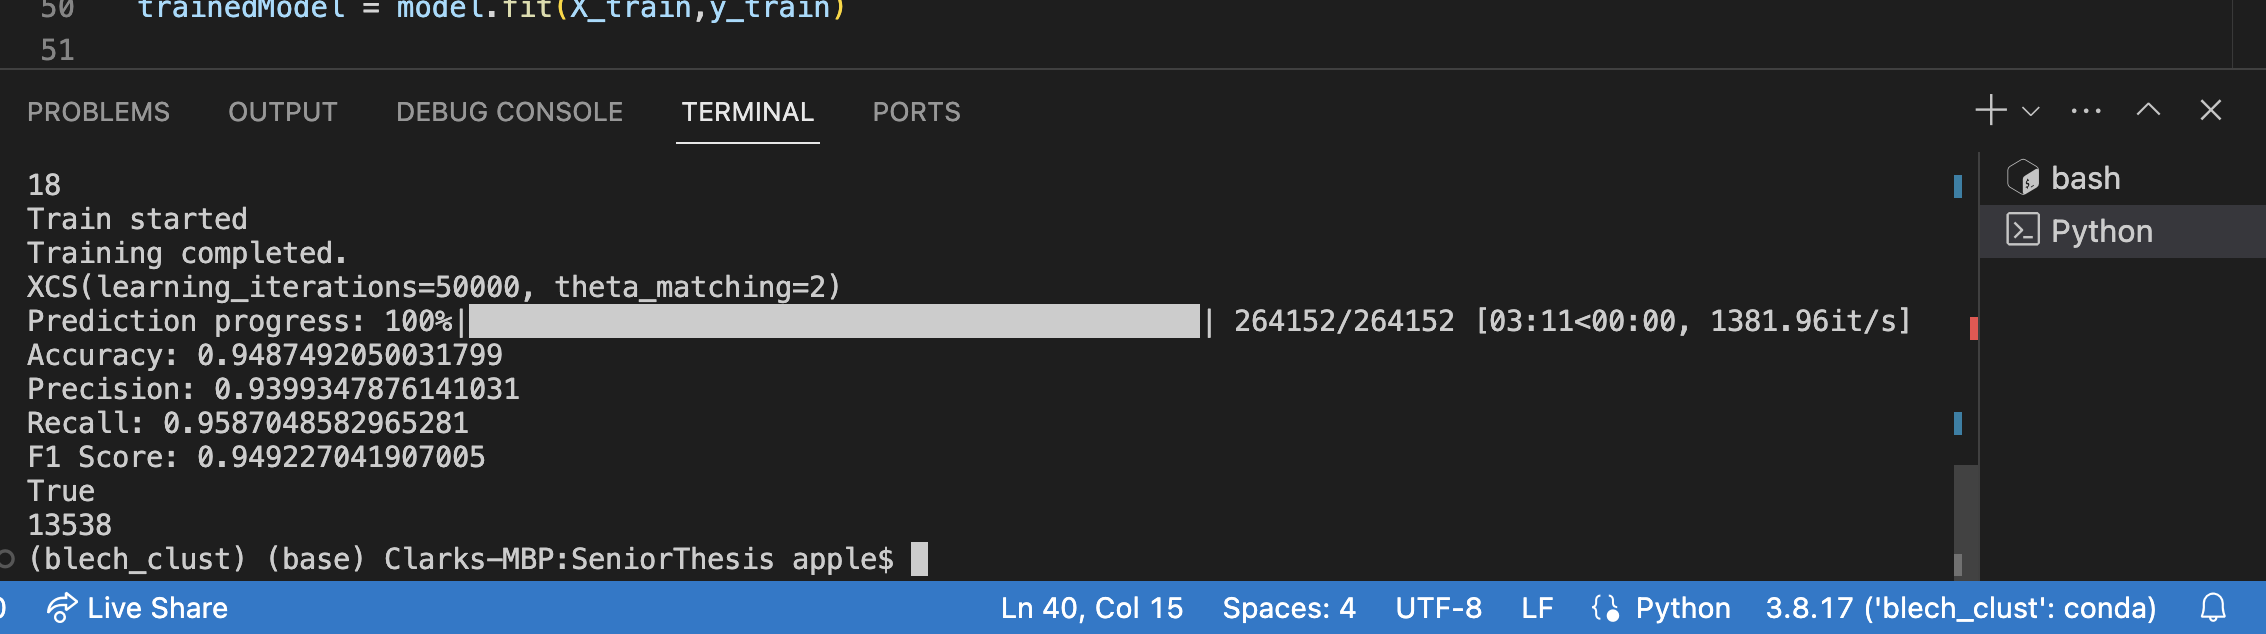 50 trainedModel = model.fit(X_train,y_train)
51
PROBLEMS OUTPUT DEBUG CONSOLE TERMINAL PORTS
18
Train started
Training completed.
XCS(learning_iterations=50000, theta_matching=2)
Prediction progress: 100%| | 264152/264152 [03:11<00:00, 1381.96it/s]
Accuracy: 0.9487492050031799
Precision: 0.9399347876141031
Recall: 0.9587048582965281
F1 Score: 0.949227041907005
True
13538
(blech_clust) (base) Clarks-MBP:SeniorThesis apple$
bash
Python
0 Live Share Ln 40, Col 15 Spaces: 4 UTF-8 LF Python 3.8.17 ('blech_clust': conda)